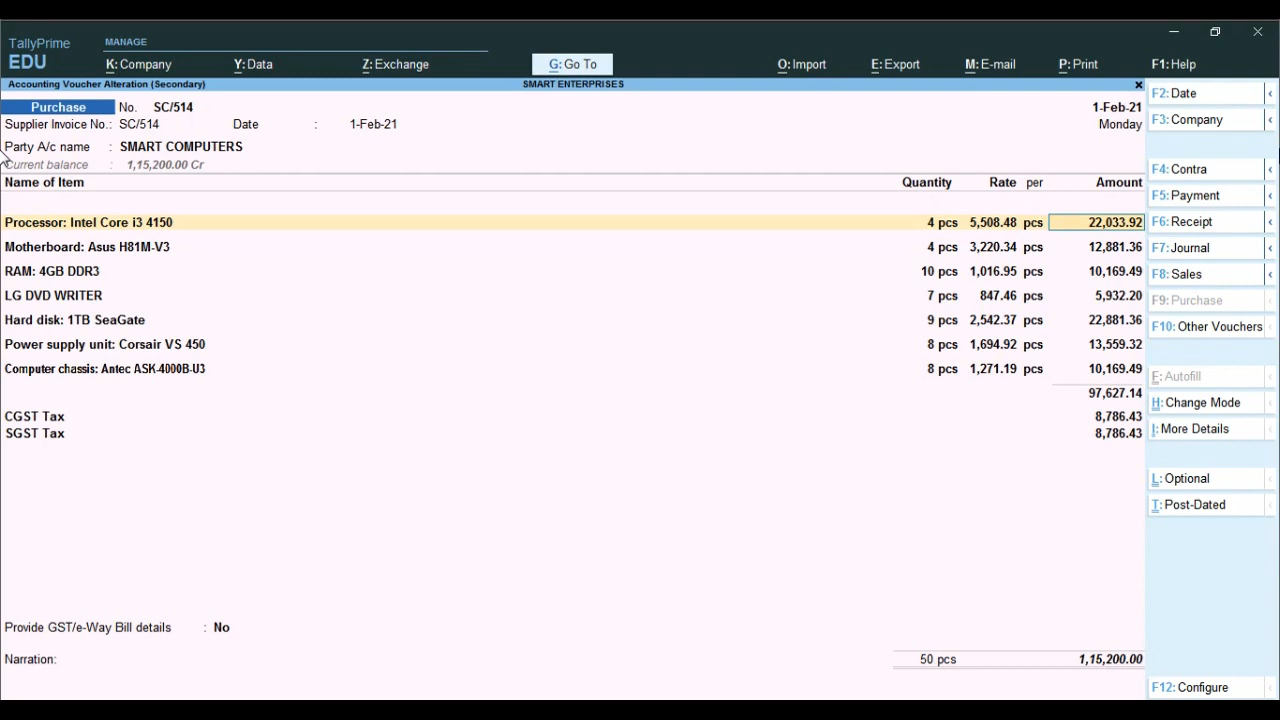 TallyPrime
EDU
MANAGE
K: Company Y: Data Z: Exchange G: Go To O: Import E: Export M: E-mail P: Print F1: Help
Accounting Voucher Alteration (Secondary) SMART ENTERPRISES ×
Purchase No. SC/514 1-Feb-21
Supplier Invoice No.: SC/514 Date : 1-Feb-21 Monday
Party A/c name : SMART COMPUTERS
Current balance : 1,15,200.00 Cr
Name of Item Quantity Rate per Amount
Processor: Intel Core i3 4150 4 pcs 5,508.48 pcs 22,033.92
Motherboard: Asus H81M-V3 4 pcs 3,220.34 pcs 12,881.36
RAM: 4GB DDR3 10 pcs 1,016.95 pcs 10,169.49
LG DVD WRITER 7 pcs 847.46 pcs 5,932.20
Hard disk: 1TB SeaGate 9 pcs 2,542.37 pcs 22,881.36
Power supply unit: Corsair VS 450 8 pcs 1,694.92 pcs 13,559.32
Computer chassis: Antec ASK-4000B-U3 8 pcs 1,271.19 pcs 10,169.49
97,627.14
CGST Tax 8,786.43
SGST Tax 8,786.43
Provide GST/e-Way Bill details : No
Narration: 50 pcs 1,15,200.00
F2: Date
F3: Company
F4: Contra
F5: Payment
F6: Receipt
F7: Journal
F8: Sales
F9: Purchase
F10: Other Vouchers
E: Autofill
H: Change Mode
I: More Details
L: Optional
T: Post-Dated
F12: Configure